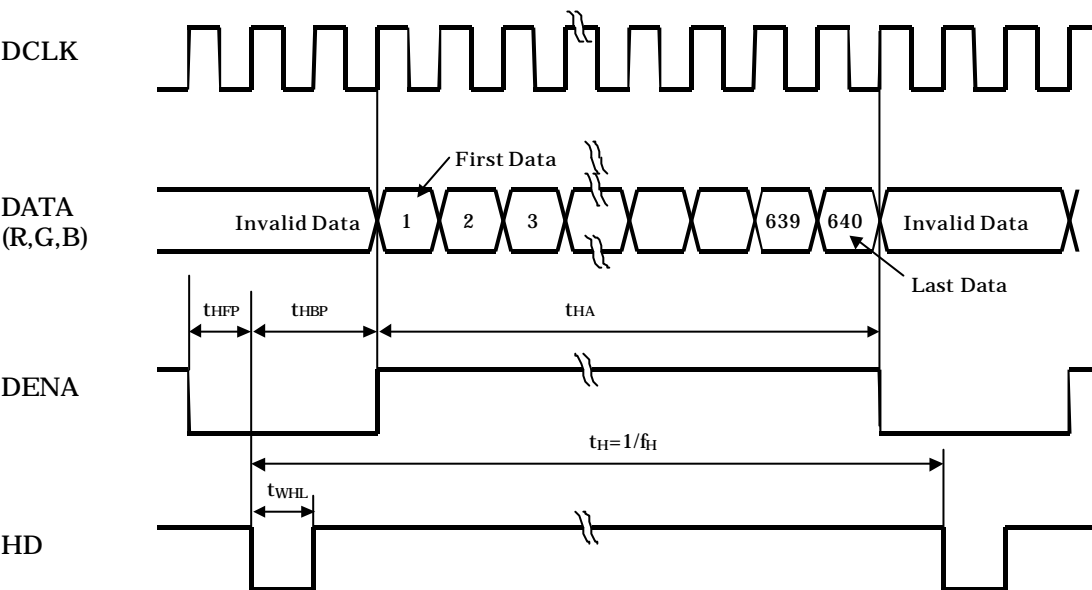 DCLK
First Data
DATA
(R,G,B)
Invalid Data 1 2 3 639 640 Invalid Data
Last Data
tHFP tHBP tHA
DENA
tH=1/fH
tWHL
HD